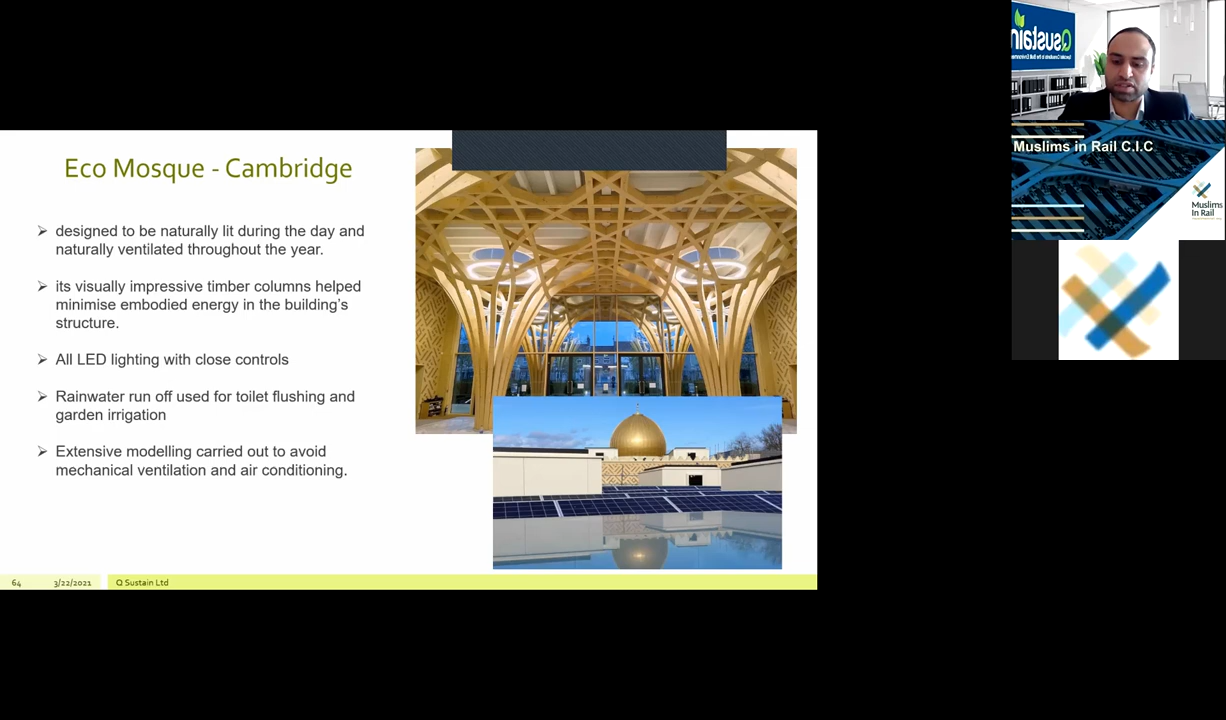 Eco Mosque - Cambridge
➢ designed to be naturally lit during the day and
naturally ventilated throughout the year.
➢ its visually impressive timber columns helped
minimise embodied energy in the building's
structure.
➢ All LED lighting with close controls
➢ Rainwater run off used for toilet flushing and
garden irrigation
➢ Extensive modelling carried out to avoid
mechanical ventilation and air conditioning.
64 3/22/2021 Q Sustain Ltd
Qsustain
Muslims in Rail C.I.C
Muslims
In Rail